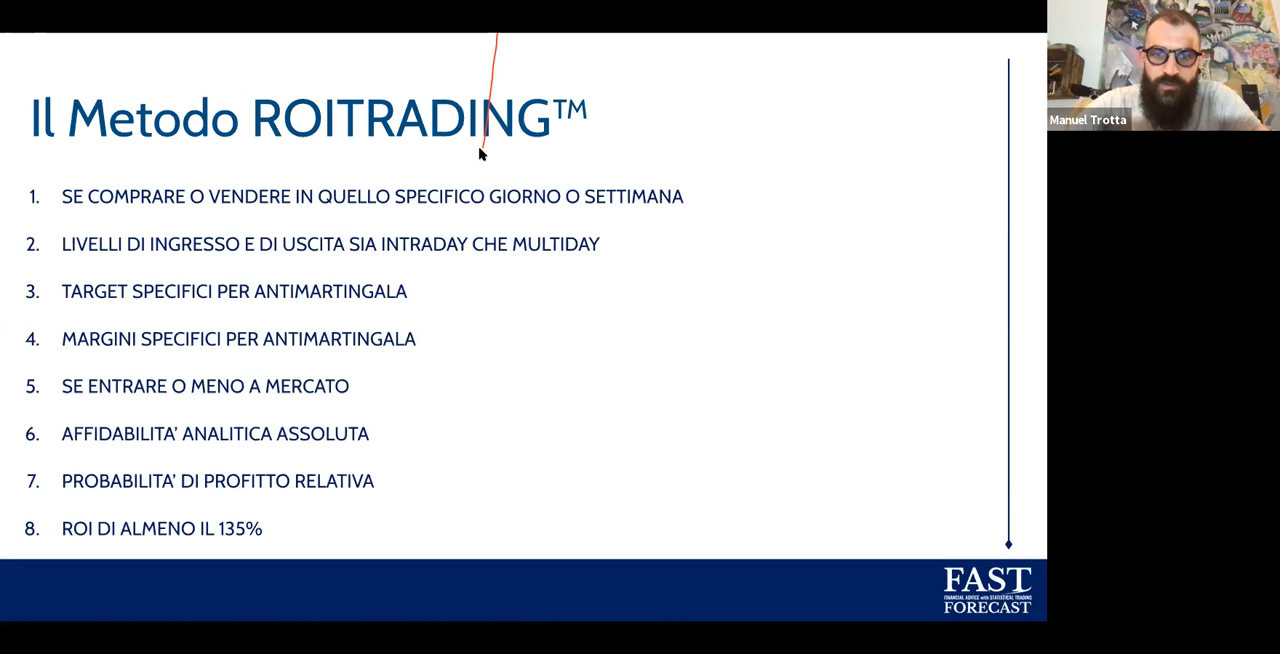 Il Metodo ROITRADING™
1. SE COMPRARE O VENDERE IN QUELLO SPECIFICO GIORNO O SETTIMANA
2. LIVELLI DI INGRESSO E DI USCITA SIA INTRADAY CHE MULTIDAY
3. TARGET SPECIFICI PER ANTIMARTINGALA
4. MARGINI SPECIFICI PER ANTIMARTINGALA
5. SE ENTRARE O MENO A MERCATO
6. AFFIDABILITA' ANALITICA ASSOLUTA
7. PROBABILITA' DI PROFITTO RELATIVA
8. ROI DI ALMENO IL 135%
Manuel Trotta
FAST
FINANCIAL ADVICE with STATISTICAL TRADING
FORECAST